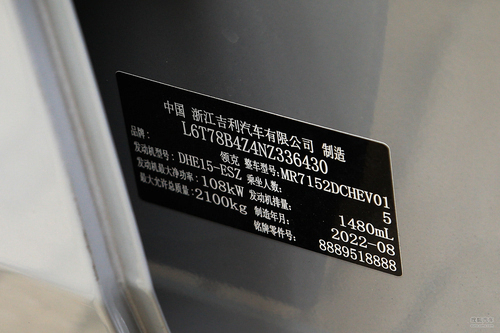 中国 浙江吉利汽车有限公司 制造
L6T78B4Z4NZ336430
品牌： 领克 整车型号：MR7152DCHEV01
发动机型号：DHE15-ESZ 乘坐人数： 5
发动机最大净功率：108kW 发动机排量： 1480mL
最大允许总质量：2100kg 制造年月： 2022-08
铭牌零件号： 8889518888